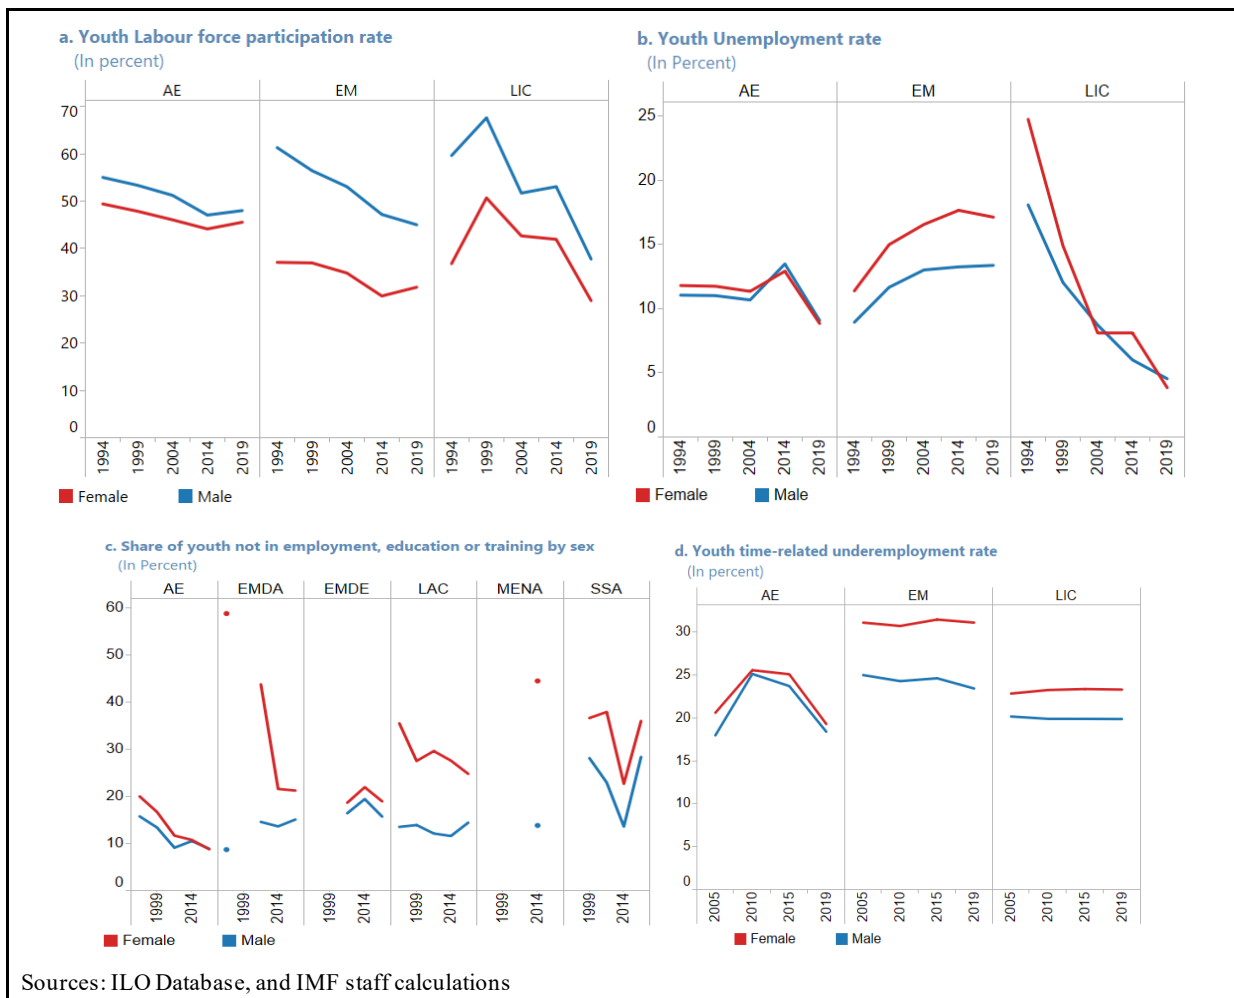 a. Youth Labour force participation rate
(In percent)
AE EM LIC
70
60
50
40
30
20
10
0
1994 1999 2004 2014 2019 1994 1999 2004 2014 2019 1994 1999 2004 2014 2019
Female Male
b. Youth Unemployment rate
(In Percent)
AE EM LIC
25
20
15
10
5
0
1994 1999 2004 2014 2019 1994 1999 2004 2014 2019 1994 1999 2004 2014 2019
Female Male
c. Share of youth not in employment, education or training by sex
(In Percent)
AE EMDA EMDE LAC MENA SSA
60
50
40
30
20
10
0
1999 2014 1999 2014 1999 2014 1999 2014 1999 2014 1999 2014
Female Male
d. Youth time-related underemployment rate
(In percent)
AE EM LIC
30
25
20
15
10
5
0
2005 2010 2015 2019 2005 2010 2015 2019 2005 2010 2015 2019
Female Male
Sources: ILO Database, and IMF staff calculations